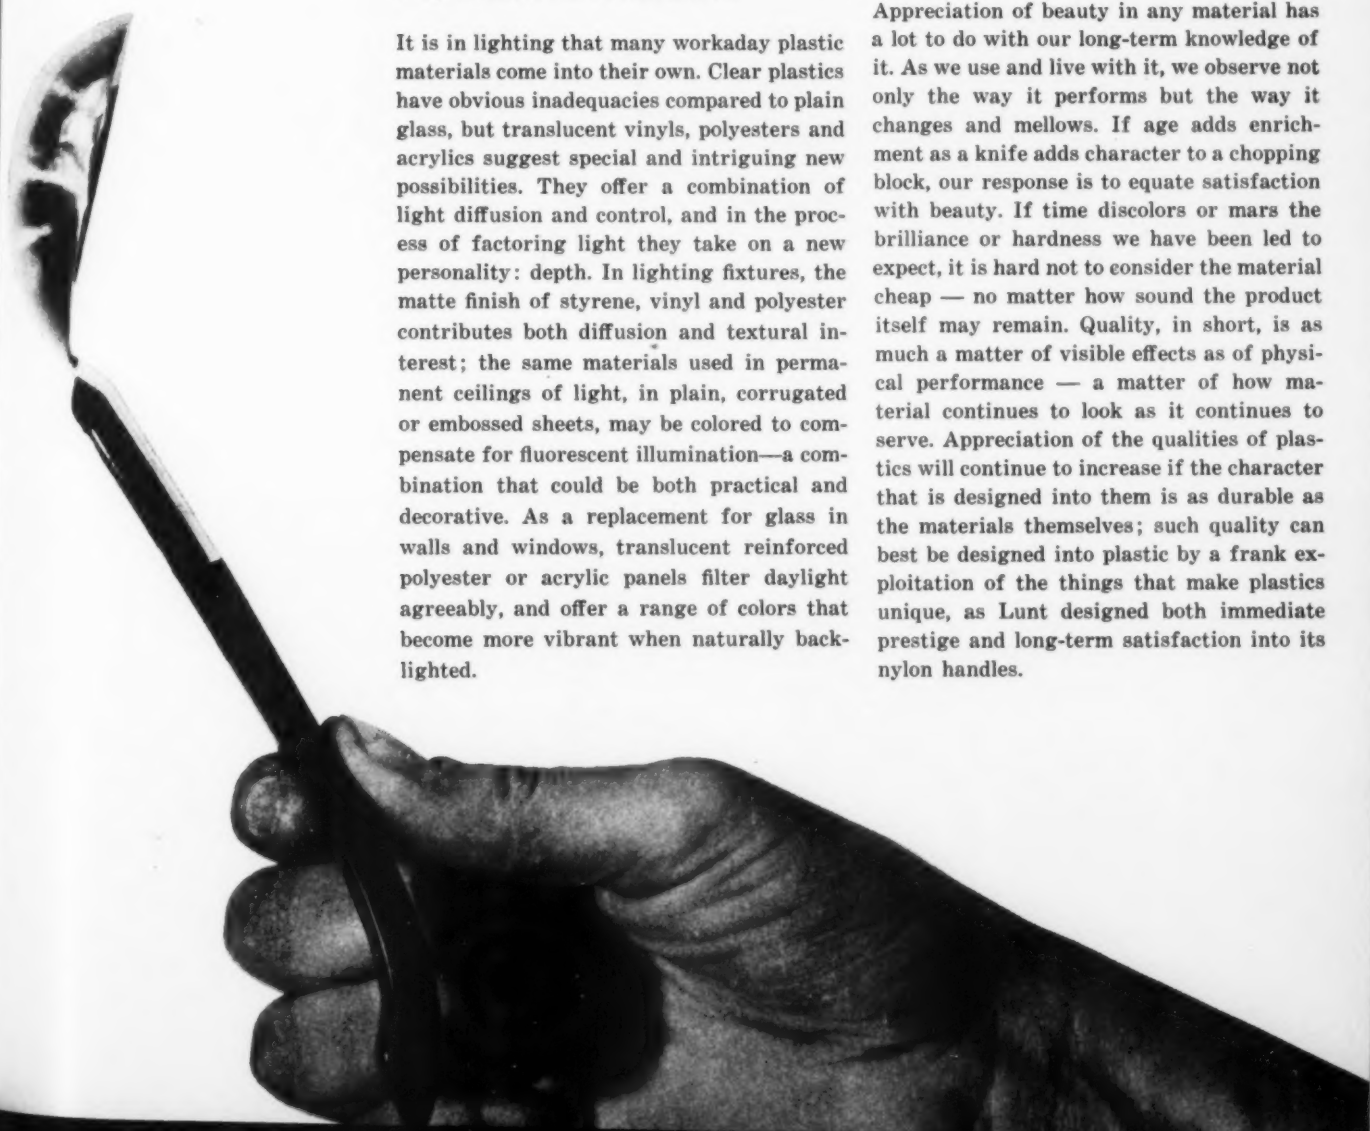 It is in lighting that many workaday plastic
materials come into their own. Clear plastics
have obvious inadequacies compared to plain
glass, but translucent vinyls, polyesters and
acrylics suggest special and intriguing new
possibilities. They offer a combination of
light diffusion and control, and in the proc-
ess of factoring light they take on a new
personality: depth. In lighting fixtures, the
matte finish of styrene, vinyl and polyester
contributes both diffusion and textural in-
terest; the same materials used in perma-
nent ceilings of light, in plain, corrugated
or embossed sheets, may be colored to com-
pensate for fluorescent illumination—a com-
bination that could be both practical and
decorative. As a replacement for glass in
walls and windows, translucent reinforced
polyester or acrylic panels filter daylight
agreeably, and offer a range of colors that
become more vibrant when naturally back-
lighted.
Appreciation of beauty in any material has
a lot to do with our long-term knowledge of
it. As we use and live with it, we observe not
only the way it performs but the way it
changes and mellows. If age adds enrich-
ment as a knife adds character to a chopping
block, our response is to equate satisfaction
with beauty. If time discolors or mars the
brilliance or hardness we have been led to
expect, it is hard not to consider the material
cheap — no matter how sound the product
itself may remain. Quality, in short, is as
much a matter of visible effects as of physi-
cal performance — a matter of how ma-
terial continues to look as it continues to
serve. Appreciation of the qualities of plas-
tics will continue to increase if the character
that is designed into them is as durable as
the materials themselves; such quality can
best be designed into plastic by a frank ex-
ploitation of the things that make plastics
unique, as Lunt designed both immediate
prestige and long-term satisfaction into its
nylon handles.